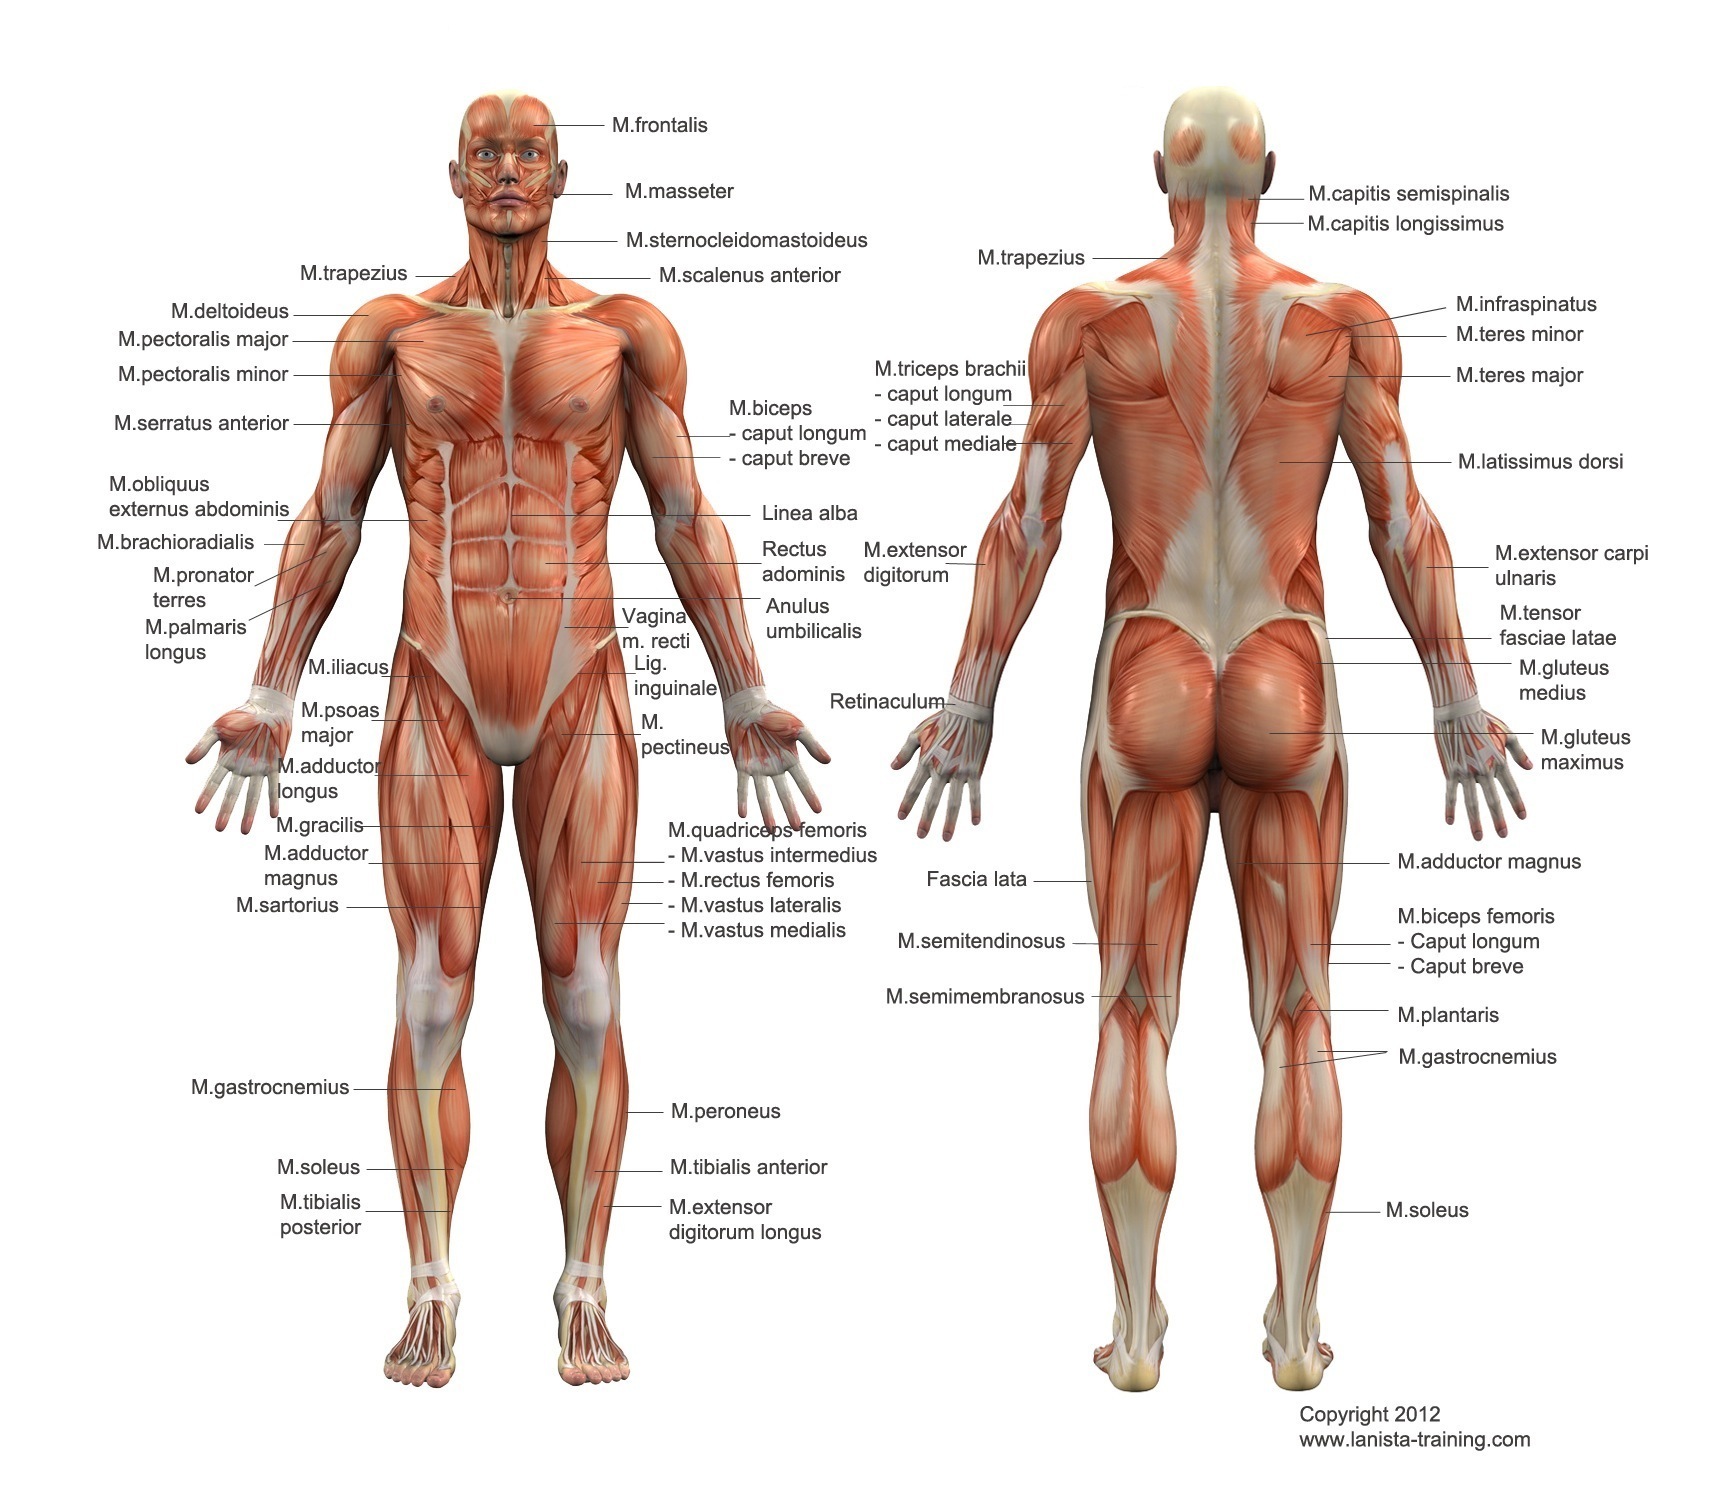 M.frontalis
M.masseter
M.sternocleidomastoideus
M.trapezius
M.scalenus anterior
M.deltoideus
M.pectoralis major
M.pectoralis minor
M.serratus anterior
M.biceps
- caput longum
- caput breve
M.obliquus
externus abdominis
Linea alba
M.brachioradialis
Rectus
adominis
M.pronator
terres
Anulus
umbilicalis
M.palmaris
longus
Vagina
m. recti
M.iliacus
Lig.
inguinale
M.psoas
major
M.
pectineus
M.adductor
longus
M.gracilis
M.adductor
magnus
M.sartorius
M.quadriceps femoris
- M.vastus intermedius
- M.rectus femoris
- M.vastus lateralis
- M.vastus medialis
M.gastrocnemius
M.peroneus
M.soleus
M.tibialis anterior
M.tibialis
posterior
M.extensor
digitorum longus
M.capitis semispinalis
M.capitis longissimus
M.trapezius
M.infraspinatus
M.teres minor
M.teres major
M.triceps brachii
- caput longum
- caput laterale
- caput mediale
M.latissimus dorsi
M.extensor
digitorum
M.extensor carpi
ulnaris
M.tensor
fasciae latae
M.gluteus
medius
Retinaculum
M.gluteus
maximus
M.adductor magnus
Fascia lata
M.biceps femoris
- Caput longum
- Caput breve
M.semitendinosus
M.semimembranosus
M.plantaris
M.gastrocnemius
M.soleus
Copyright 2012
www.lanista-training.com